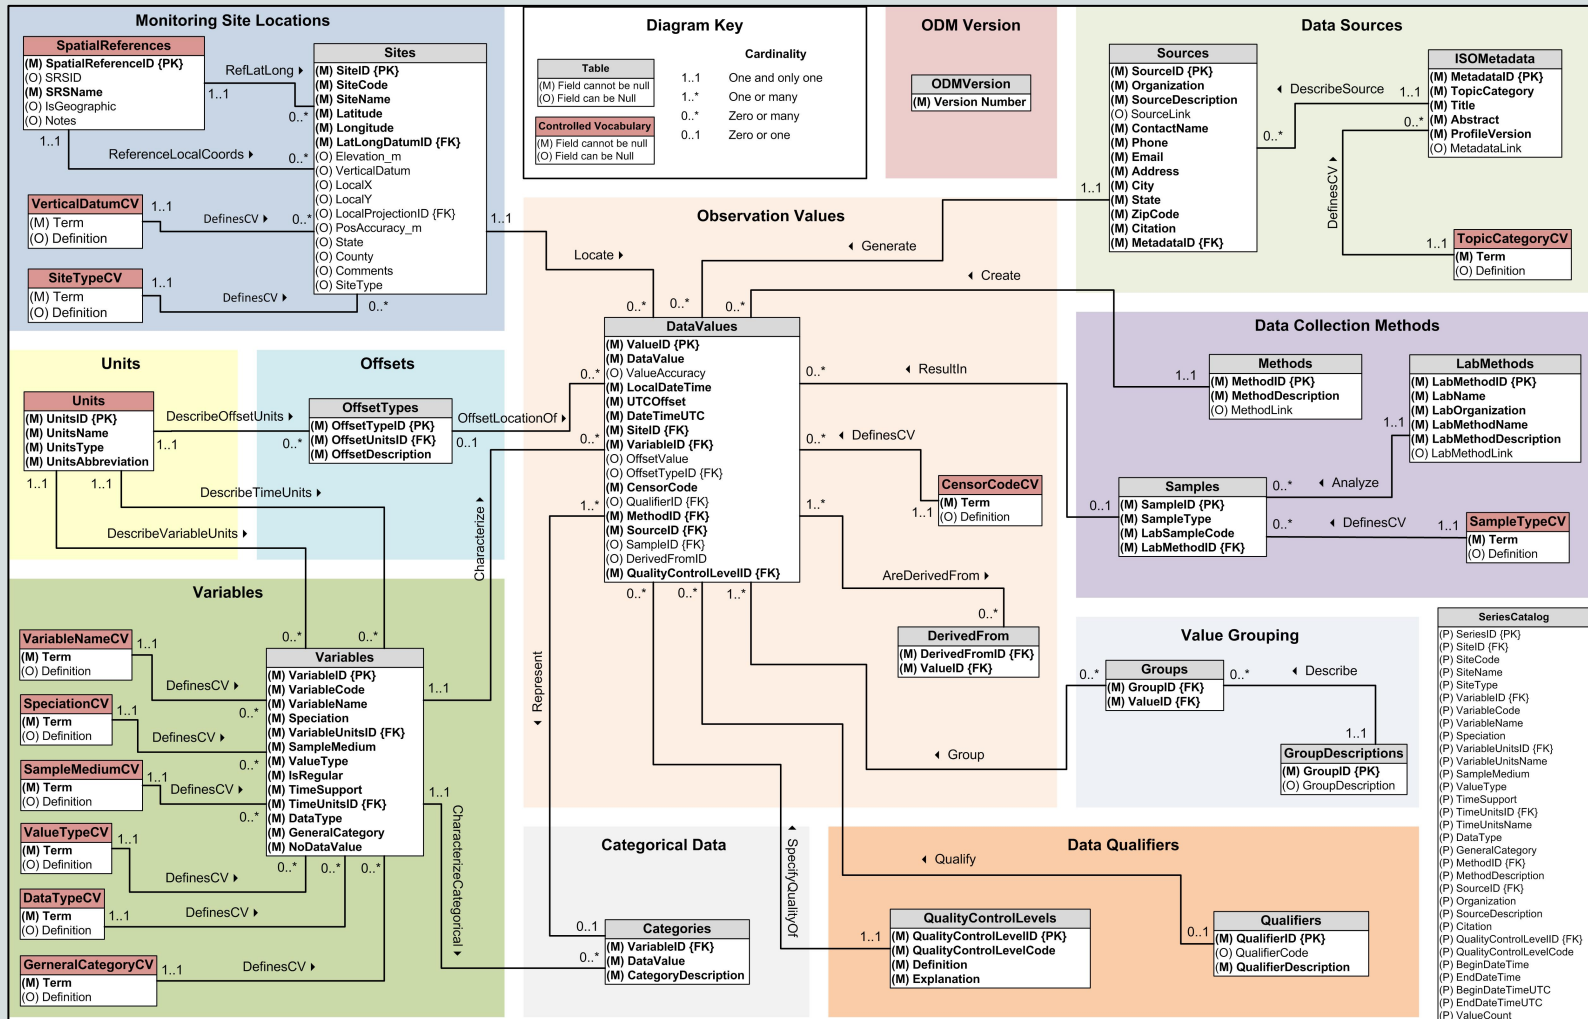 Monitoring Site Locations
SpatialReferences
(M) SpatialReferenceID {PK}
(O) SRSID
(M) SRSName
(O) IsGeographic
(O) Notes
RefLatLong
1..1
0..*
1..1
ReferenceLocalCoords
0..*
Sites
(M) SiteID {PK}
(M) SiteCode
(M) SiteName
(M) Latitude
(M) Longitude
(M) LatLongDatumID {FK}
(O) Elevation_m
(O) VerticalDatum
(O) LocalX
(O) LocalY
(O) LocalProjectionID {FK}
(O) PosAccuracy_m
(O) State
(O) County
(O) Comments
(O) SiteType
VerticalDatumCV
(M) Term
(O) Definition
1..1
DefinesCV
0..*
SiteTypeCV
(M) Term
(O) Definition
1..1
DefinesCV
0..*
1..1
Locate
0..*
Diagram Key
Table
(M) Field cannot be null
(O) Field can be Null
Controlled Vocabulary
(M) Field cannot be null
(O) Field can be Null
Cardinality
1..1 One and only one
1..* One or many
0..* Zero or many
0..1 Zero or one
ODM Version
ODMVersion
(M) Version Number
Data Sources
Sources
(M) SourceID {PK}
(M) Organization
(M) SourceDescription
(O) SourceLink
(M) ContactName
(M) Phone
(M) Email
(M) Address
(M) City
(M) State
(M) ZipCode
(M) Citation
(M) MetadataID {FK}
DescribeSource
1..1
0..*
ISOMetadata
(M) MetadataID {PK}
(M) TopicCategory
(M) Title
(M) Abstract
(M) ProfileVersion
(O) MetadataLink
0..*
DefinesCV
1..1
TopicCategoryCV
(M) Term
(O) Definition
1..1
Generate
0..*
Observation Values
Create
0..*
1..1
DataValues
(M) ValueID {PK}
(M) DataValue
(O) ValueAccuracy
(M) LocalDateTime
(M) UTCOffset
(M) DateTimeUTC
(M) SiteID {FK}
(M) VariableID {FK}
(O) OffsetValue
(O) OffsetTypeID {FK}
(M) CensorCode
(O) QualifierID {FK}
(M) MethodID {FK}
(M) SourceID {FK}
(O) SampleID {FK}
(O) DerivedFromID
(M) QualityControlLevelID {FK}
0..*
ResultIn
0..1
0..*
DefinesCV
1..1
CensorCodeCV
(M) Term
(O) Definition
1..*
AreDerivedFrom
0..*
DerivedFrom
(M) DerivedFromID {FK}
(M) ValueID {FK}
Data Collection Methods
Methods
(M) MethodID {PK}
(M) MethodDescription
(O) MethodLink
LabMethods
(M) LabMethodID {PK}
(M) LabName
(M) LabOrganization
(M) LabMethodName
(M) LabMethodDescription
(O) LabMethodLink
1..1
Analyze
0..*
Samples
(M) SampleID {PK}
(M) SampleType
(M) LabSampleCode
(M) LabMethodID {FK}
0..*
DefinesCV
1..1
SampleTypeCV
(M) Term
(O) Definition
Units
Units
(M) UnitsID {PK}
(M) UnitsName
(M) UnitsType
(M) UnitsAbbreviation
DescribeOffsetUnits
1..1
0..*
Offsets
OffsetTypes
(M) OffsetTypeID {PK}
(M) OffsetUnitsID {FK}
(M) OffsetDescription
OffsetLocationOf
0..1
0..*
1..1
1..1
DescribeTimeUnits
DescribeVariableUnits
0..*
0..*
Characterize
0..*
1..1
Variables
VariableNameCV
(M) Term
(O) Definition
1..1
DefinesCV
0..*
SpeciationCV
(M) Term
(O) Definition
1..1
DefinesCV
0..*
SampleMediumCV
(M) Term
(O) Definition
1..1
DefinesCV
0..*
ValueTypeCV
(M) Term
(O) Definition
1..1
DefinesCV
0..*
DataTypeCV
(M) Term
(O) Definition
1..1
DefinesCV
0..*
GerneralCategoryCV
(M) Term
(O) Definition
1..1
DefinesCV
0..*
Variables
(M) VariableID {PK}
(M) VariableCode
(M) VariableName
(M) Speciation
(M) VariableUnitsID {FK}
(M) SampleMedium
(M) ValueType
(M) IsRegular
(M) TimeSupport
(M) TimeUnitsID {FK}
(M) DataType
(M) GeneralCategory
(M) NoDataValue
1..1
CharacterizeCategorical
0..*
1..*
Represent
0..1
Categorical Data
Categories
(M) VariableID {FK}
(M) DataValue
(M) CategoryDescription
0..*
SpecifyQualityOf
1..1
0..*
Qualify
0..1
1..*
Group
0..*
Data Qualifiers
QualityControlLevels
(M) QualityControlLevelID {PK}
(M) QualityControlLevelCode
(M) Definition
(M) Explanation
Qualifiers
(M) QualifierID {PK}
(O) QualifierCode
(M) QualifierDescription
Value Grouping
Groups
(M) GroupID {FK}
(M) ValueID {FK}
0..*
Describe
1..1
GroupDescriptions
(M) GroupID {PK}
(O) GroupDescription
SeriesCatalog
(P) SeriesID {PK}
(P) SiteID {FK}
(P) SiteCode
(P) SiteName
(P) SiteType
(P) VariableID {FK}
(P) VariableCode
(P) VariableName
(P) Speciation
(P) VariableUnitsID {FK}
(P) VariableUnitsName
(P) SampleMedium
(P) ValueType
(P) TimeSupport
(P) TimeUnitsID {FK}
(P) TimeUnitsName
(P) DataType
(P) GeneralCategory
(P) MethodID {FK}
(P) MethodDescription
(P) SourceID {FK}
(P) Organization
(P) SourceDescription
(P) Citation
(P) QualityControlLevelID {FK}
(P) QualityControlLevelCode
(P) BeginDateTime
(P) EndDateTime
(P) BeginDateTimeUTC
(P) EndDateTimeUTC
(P) ValueCount